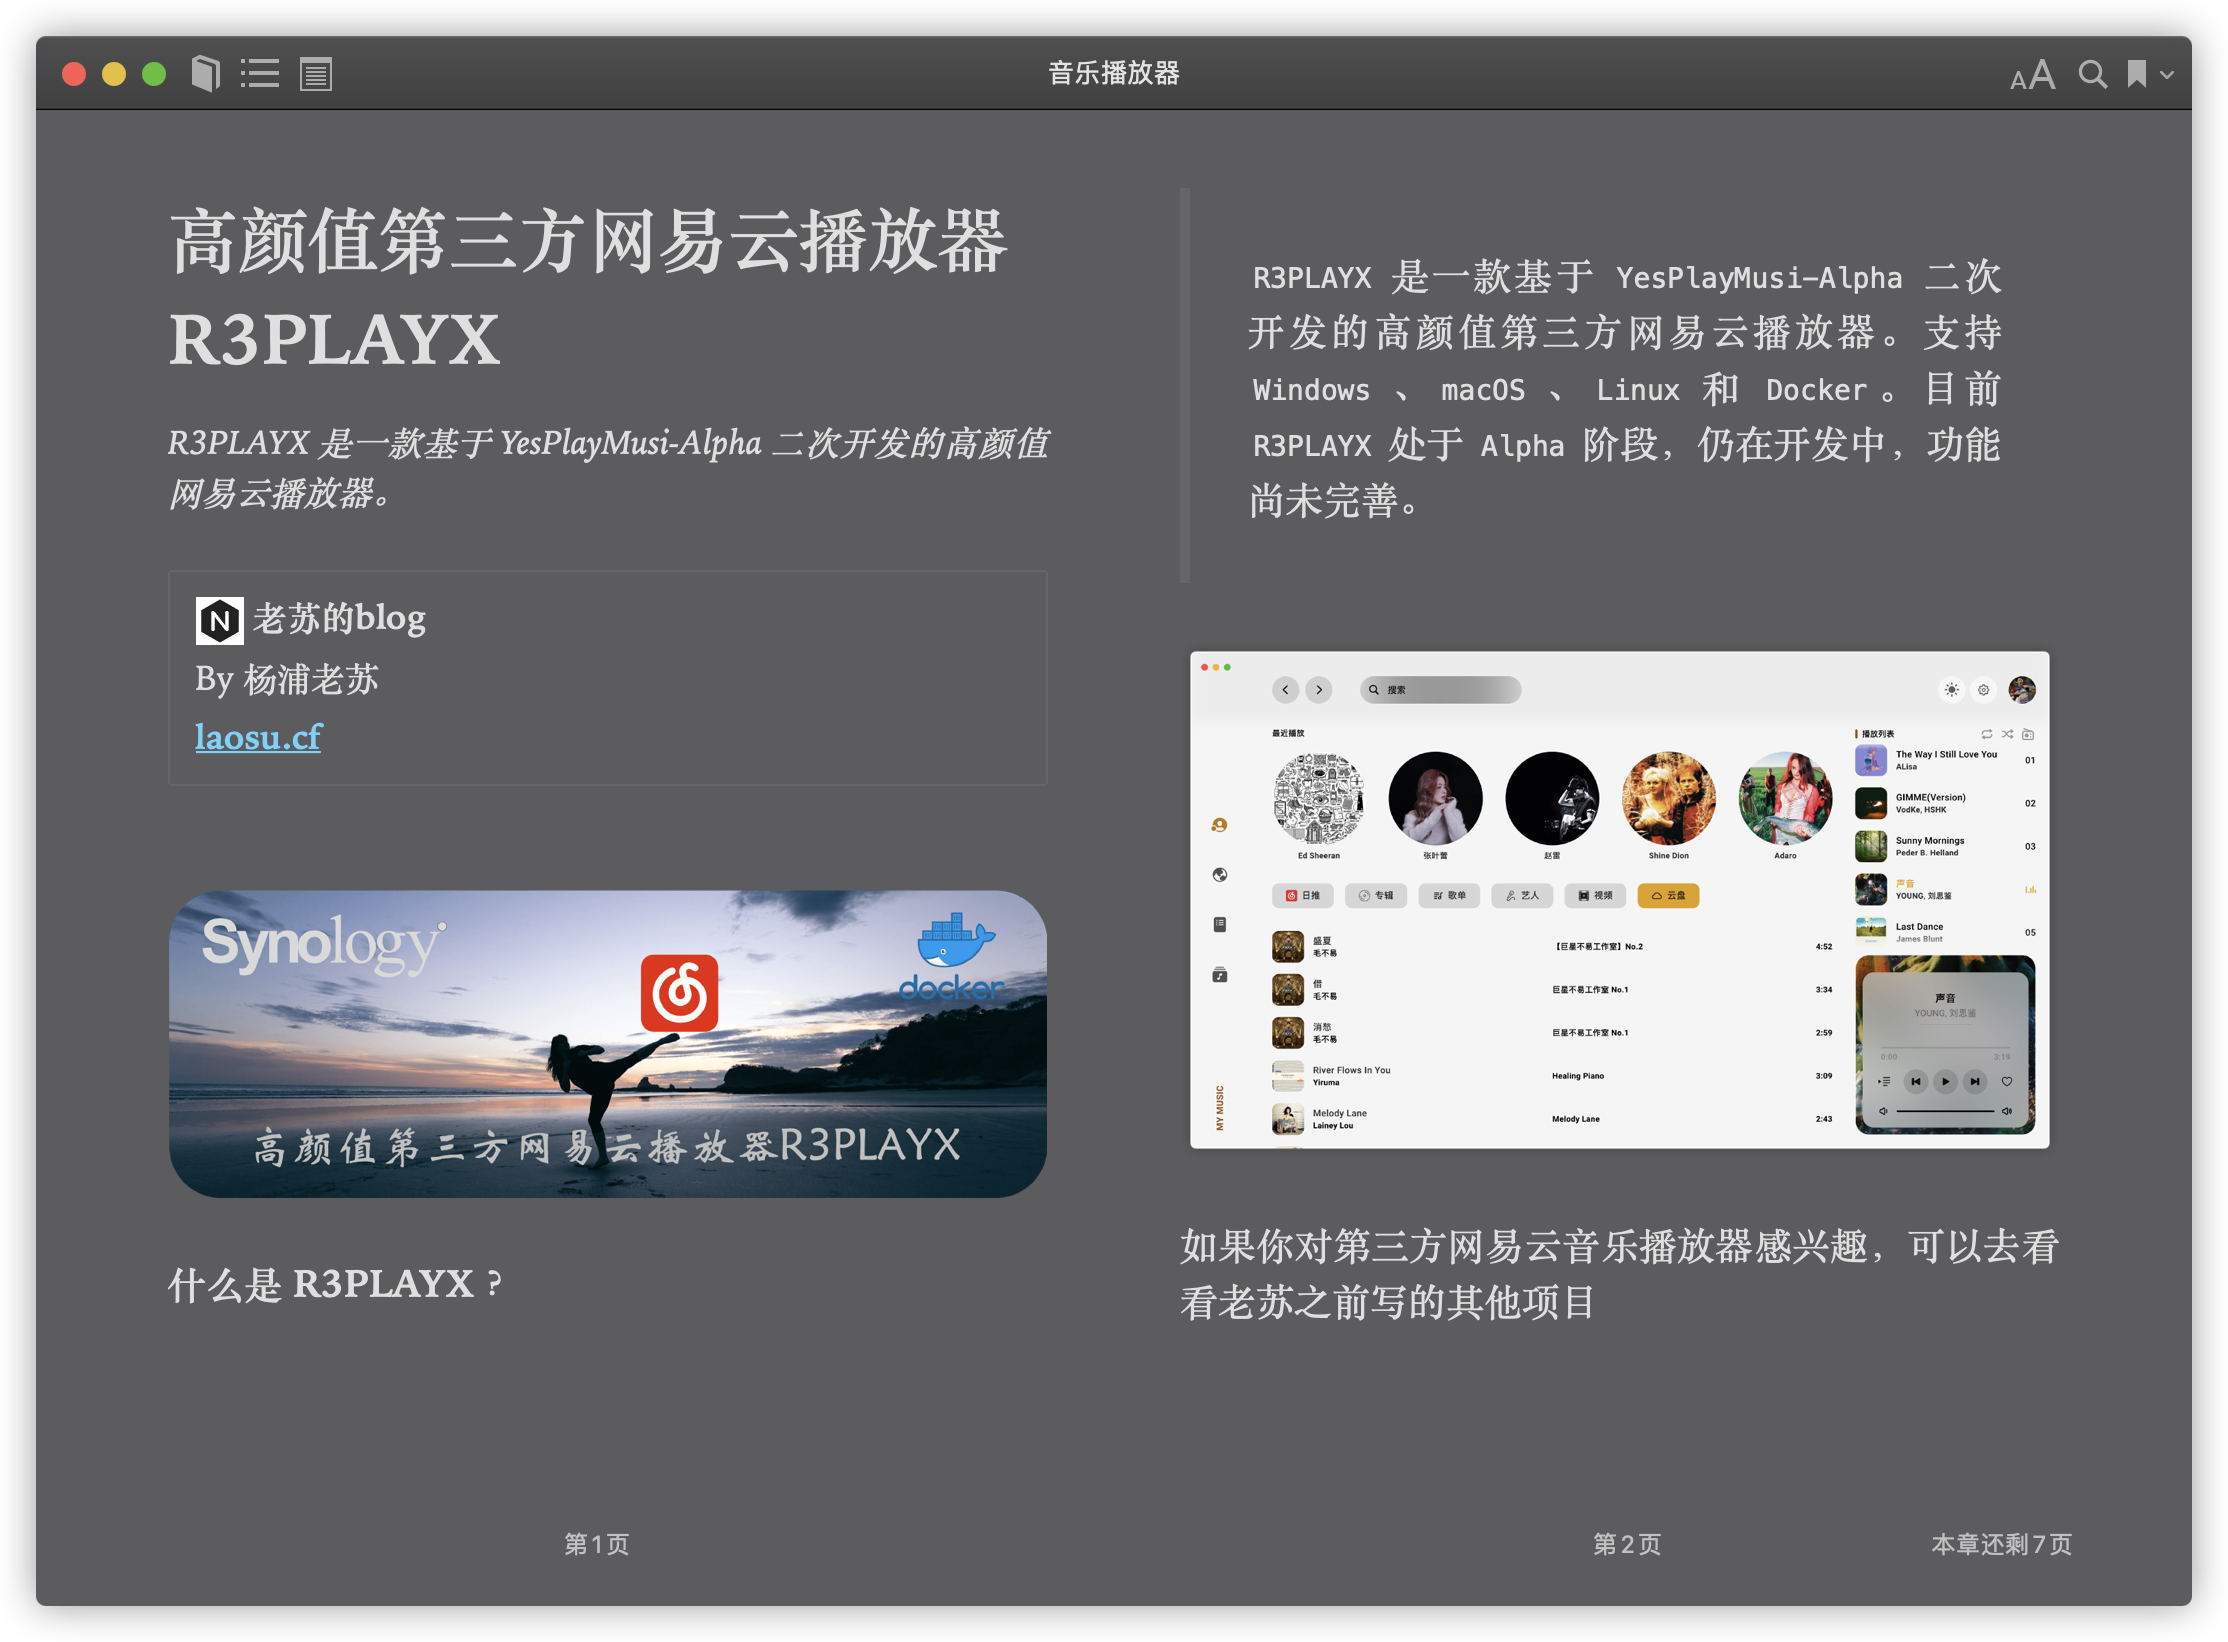 音乐播放器
AA
高颜值第三方网易云播放器
R3PLAYX
R3PLAYX 是一款基于 YesPlayMusi-Alpha 二次开发的高颜值
网易云播放器。
N 老苏的blog
By 杨浦老苏
laosu.cf
Synology
docker
高颜值第三方网易云播放器R3PLAYX
什么是 R3PLAYX ?
第1页
R3PLAYX 是一款基于 YesPlayMusi-Alpha 二次
开发的高颜值第三方网易云播放器。支持
Windows 、 macOS 、 Linux 和 Docker 。目前
R3PLAYX 处于 Alpha 阶段，仍在开发中，功能
尚未完善。
搜索
最近播放
Ed Sheeran
张叶蕾
赵雷
Shine Dion
Adaro
日推
专辑
歌单
艺人
视频
云盘
盛夏
毛不易
【巨星不易工作室】No.2
4:52
借
毛不易
巨星不易工作室 No.1
3:34
消愁
毛不易
巨星不易工作室 No.1
2:59
River Flows In You
Yiruma
Healing Piano
3:09
Melody Lane
Lainey Lou
Melody Lane
2:43
MY MUSIC
播放列表
The Way I Still Love You
ALisa
01
GIMME(Version)
VodKe, HSHK
02
Sunny Mornings
Peder B. Helland
03
声音
YOUNG, 刘思鉴
Last Dance
James Blunt
05
声音
YOUNG, 刘思鉴
0:00
3:19
如果你对第三方网易云音乐播放器感兴趣，可以去看
看老苏之前写的其他项目
第2页
本章还剩7页